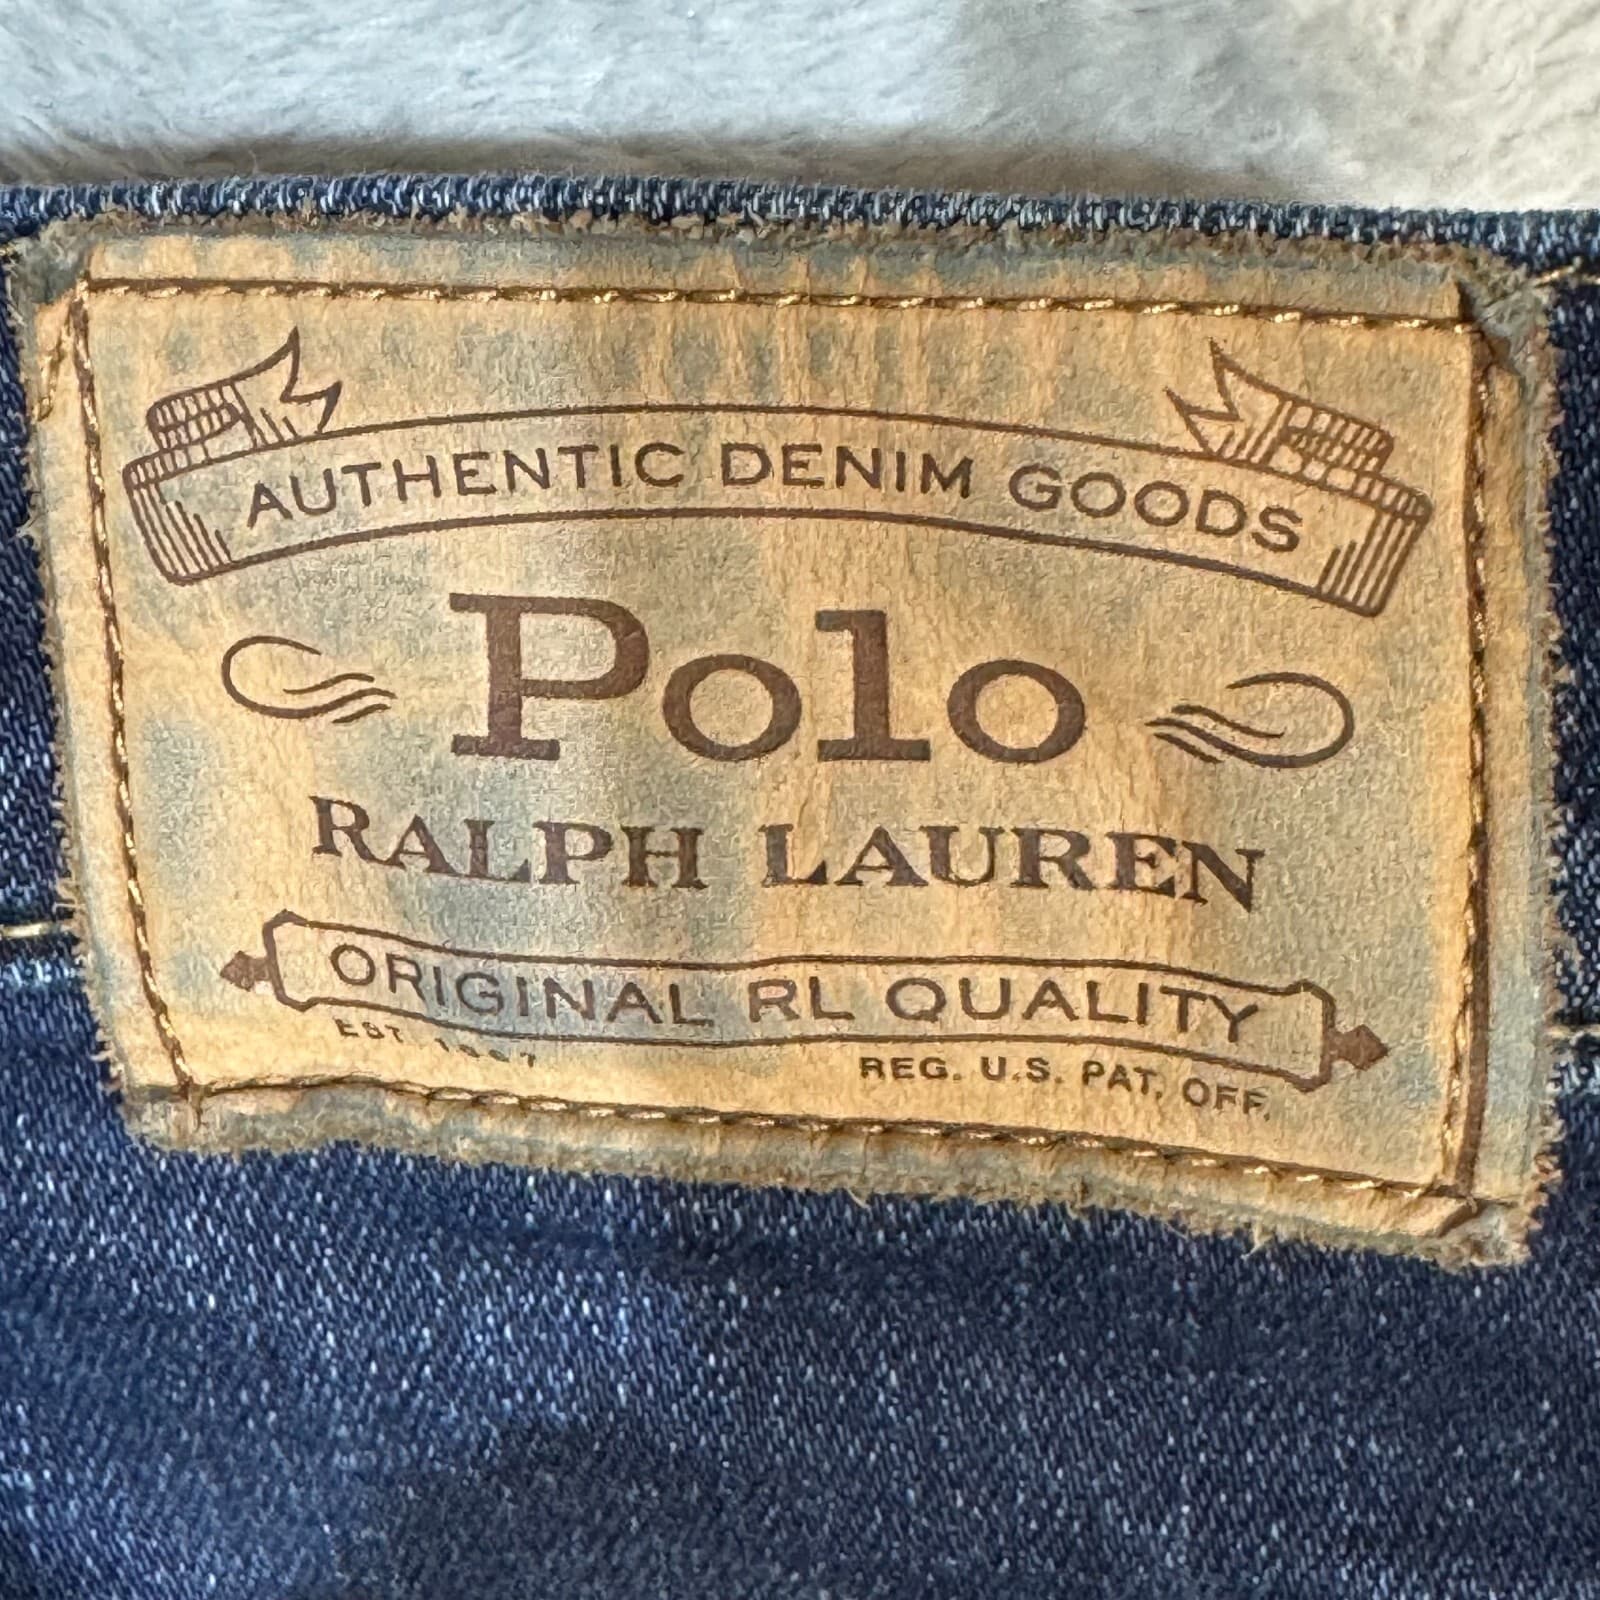 AUTHENTIC DENIM GOODS
Polo
RALPH LAUREN
ORIGINAL RL QUALITY
EST.
REG. U.S. PAT. OFF.